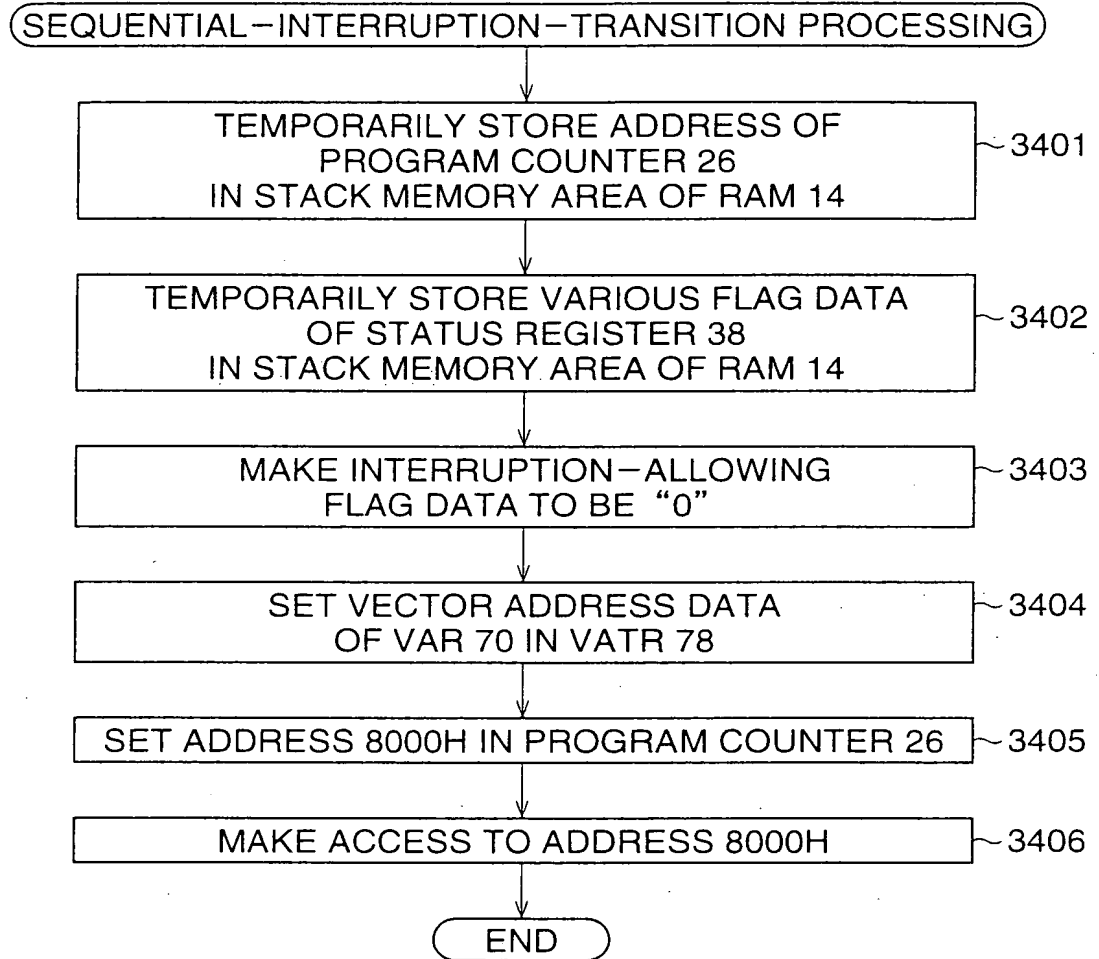 SEQUENTIAL-INTERRUPTION-TRANSITION PROCESSING
TEMPORARILY STORE ADDRESS OF
PROGRAM COUNTER 26
IN STACK MEMORY AREA OF RAM 14
3401
TEMPORARILY STORE VARIOUS FLAG DATA
OF STATUS REGISTER 38
IN STACK MEMORY AREA OF RAM 14
3402
MAKE INTERRUPTION-ALLOWING
FLAG DATA TO BE “0”
3403
SET VECTOR ADDRESS DATA
OF VAR 70 IN VATR 78
3404
SET ADDRESS 8000H IN PROGRAM COUNTER 26
3405
MAKE ACCESS TO ADDRESS 8000H
3406
END